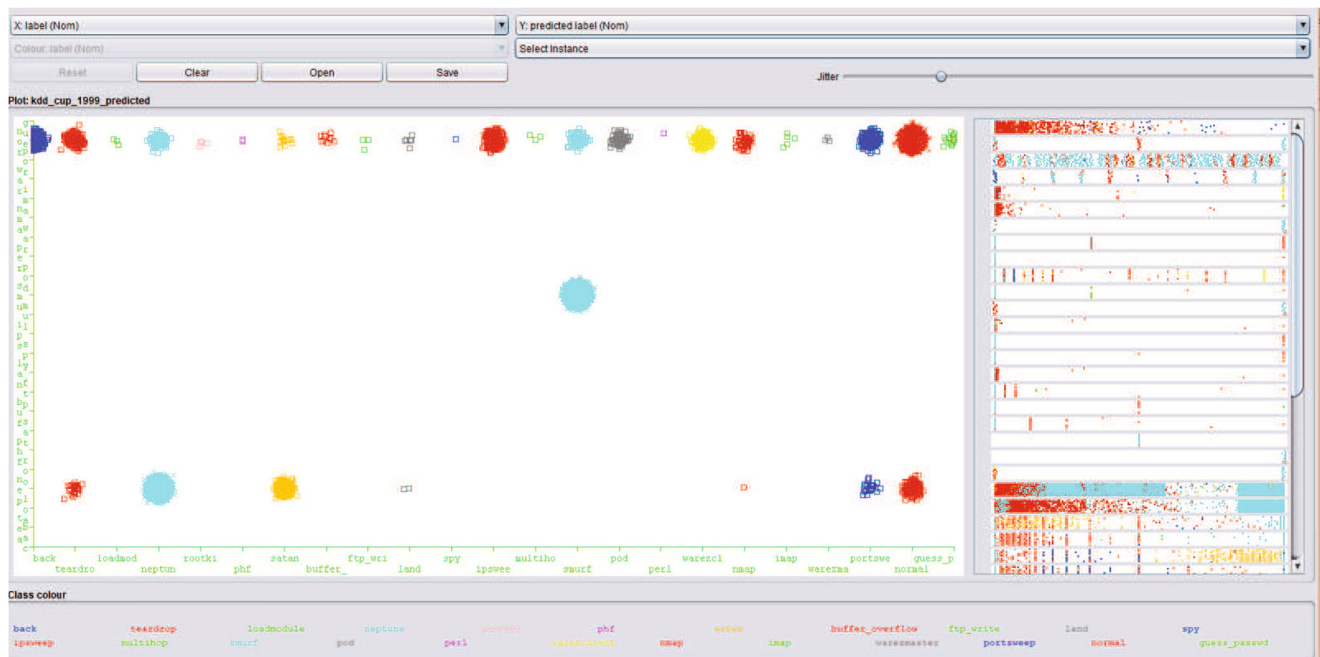 X: label (Nom) Y: predicted label (Nom)
Colour: label (Nom) Select Instance
Reset Clear Open Save Jitter
Plot: kdd_cup_1999_predicted
back loadmod rootki satan ftp_wri spy multiho pod warezcl imap portswe guess_p
teardro neptun phf buffer_ land ipswee smurf perl nmap warezma normal
Class colour
back teardrop loadmodule neptune phf satan buffer_overflow ftp_write land spy
ipsweep multihop smurf pod perl warezclient nmap imap warezmaster portsweep normal guess_passwd